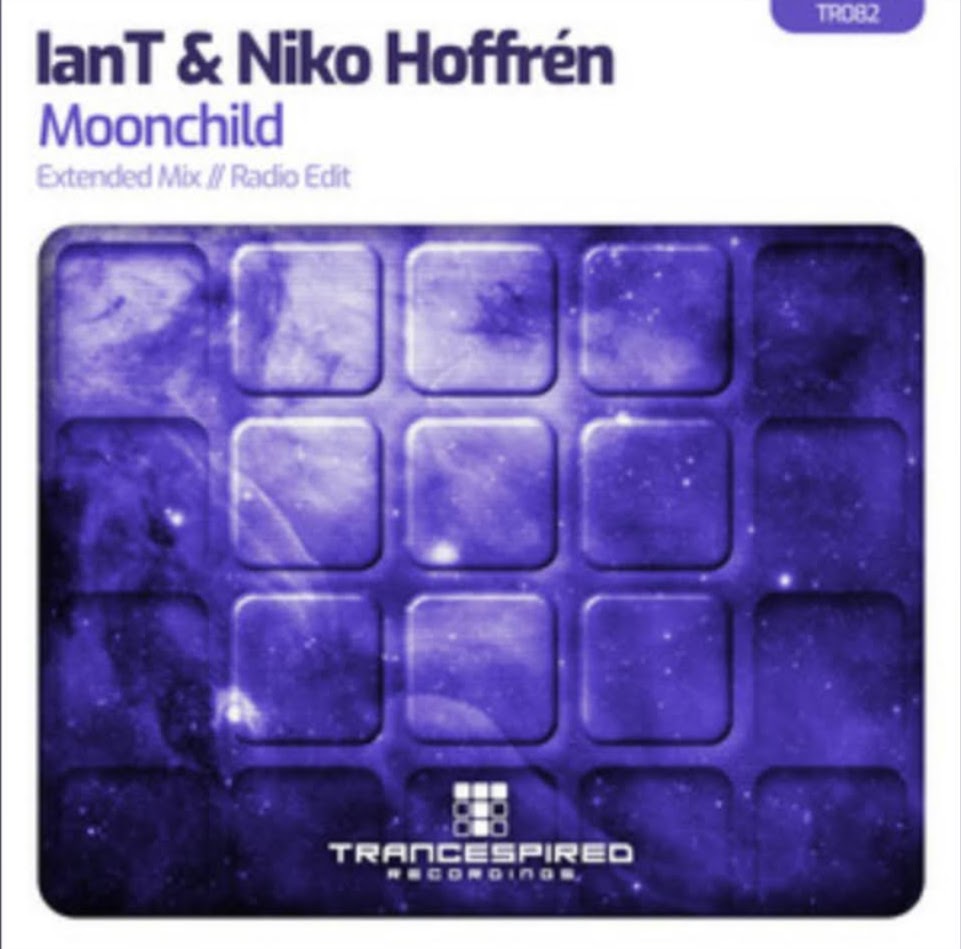 TR082
IanT & Niko Hoffrén
Moonchild
Extended Mix // Radio Edit
TRANCESPIRED
RECORDINGS